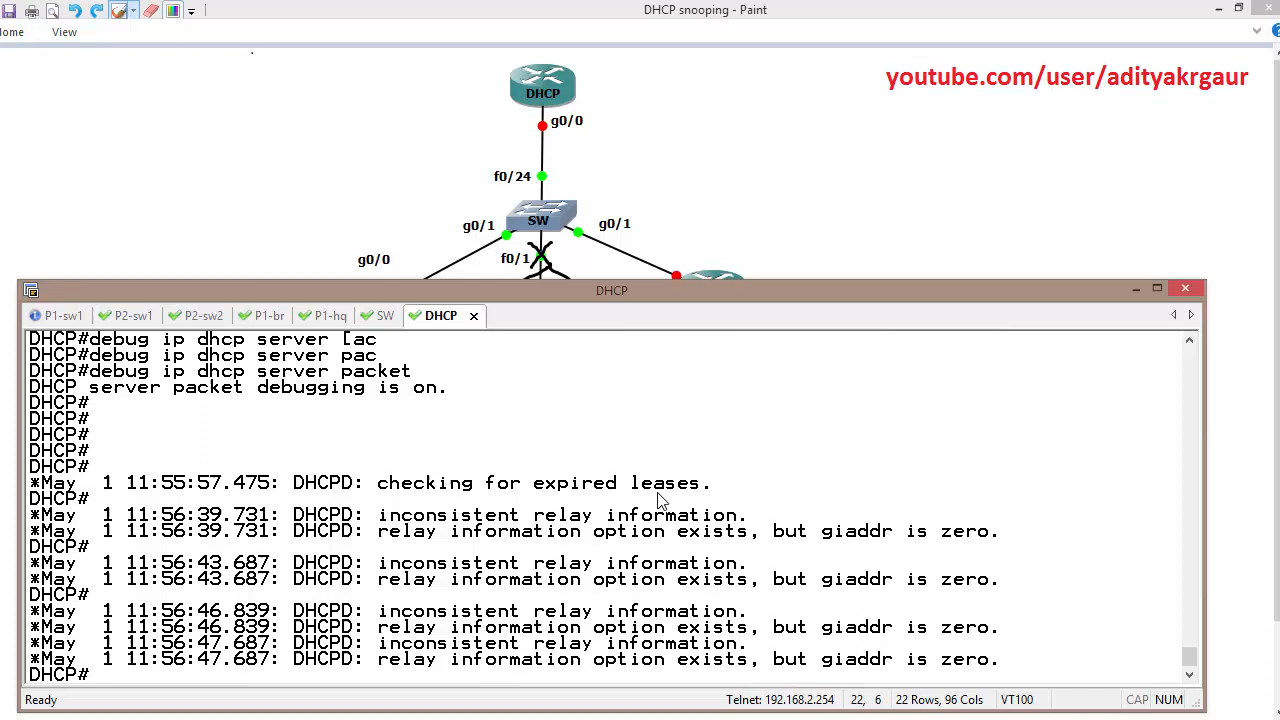 DHCP snooping - Paint
ome View
youtube.com/user/adityakrgaur
DHCP
g0/0
f0/24
SW
g0/1
g0/1
f0/1
g0/0
DHCP
P1-sw1 P2-sw1 P2-sw2 P1-br P1-hq SW DHCP
DHCP#debug ip dhcp server [ac
DHCP#debug ip dhcp server pac
DHCP#debug ip dhcp server packet
DHCP server packet debugging is on.
DHCP#
DHCP#
DHCP#
DHCP#
DHCP#
*May  1 11:55:57.475: DHCPD: checking for expired leases.
DHCP#
*May  1 11:56:39.731: DHCPD: inconsistent relay information.
*May  1 11:56:39.731: DHCPD: relay information option exists, but giaddr is zero.
DHCP#
*May  1 11:56:43.687: DHCPD: inconsistent relay information.
*May  1 11:56:43.687: DHCPD: relay information option exists, but giaddr is zero.
DHCP#
*May  1 11:56:46.839: DHCPD: inconsistent relay information.
*May  1 11:56:46.839: DHCPD: relay information option exists, but giaddr is zero.
*May  1 11:56:47.687: DHCPD: inconsistent relay information.
*May  1 11:56:47.687: DHCPD: relay information option exists, but giaddr is zero.
DHCP#
Ready Telnet: 192.168.2.254 22, 6 22 Rows, 96 Cols VT100 CAP NUM